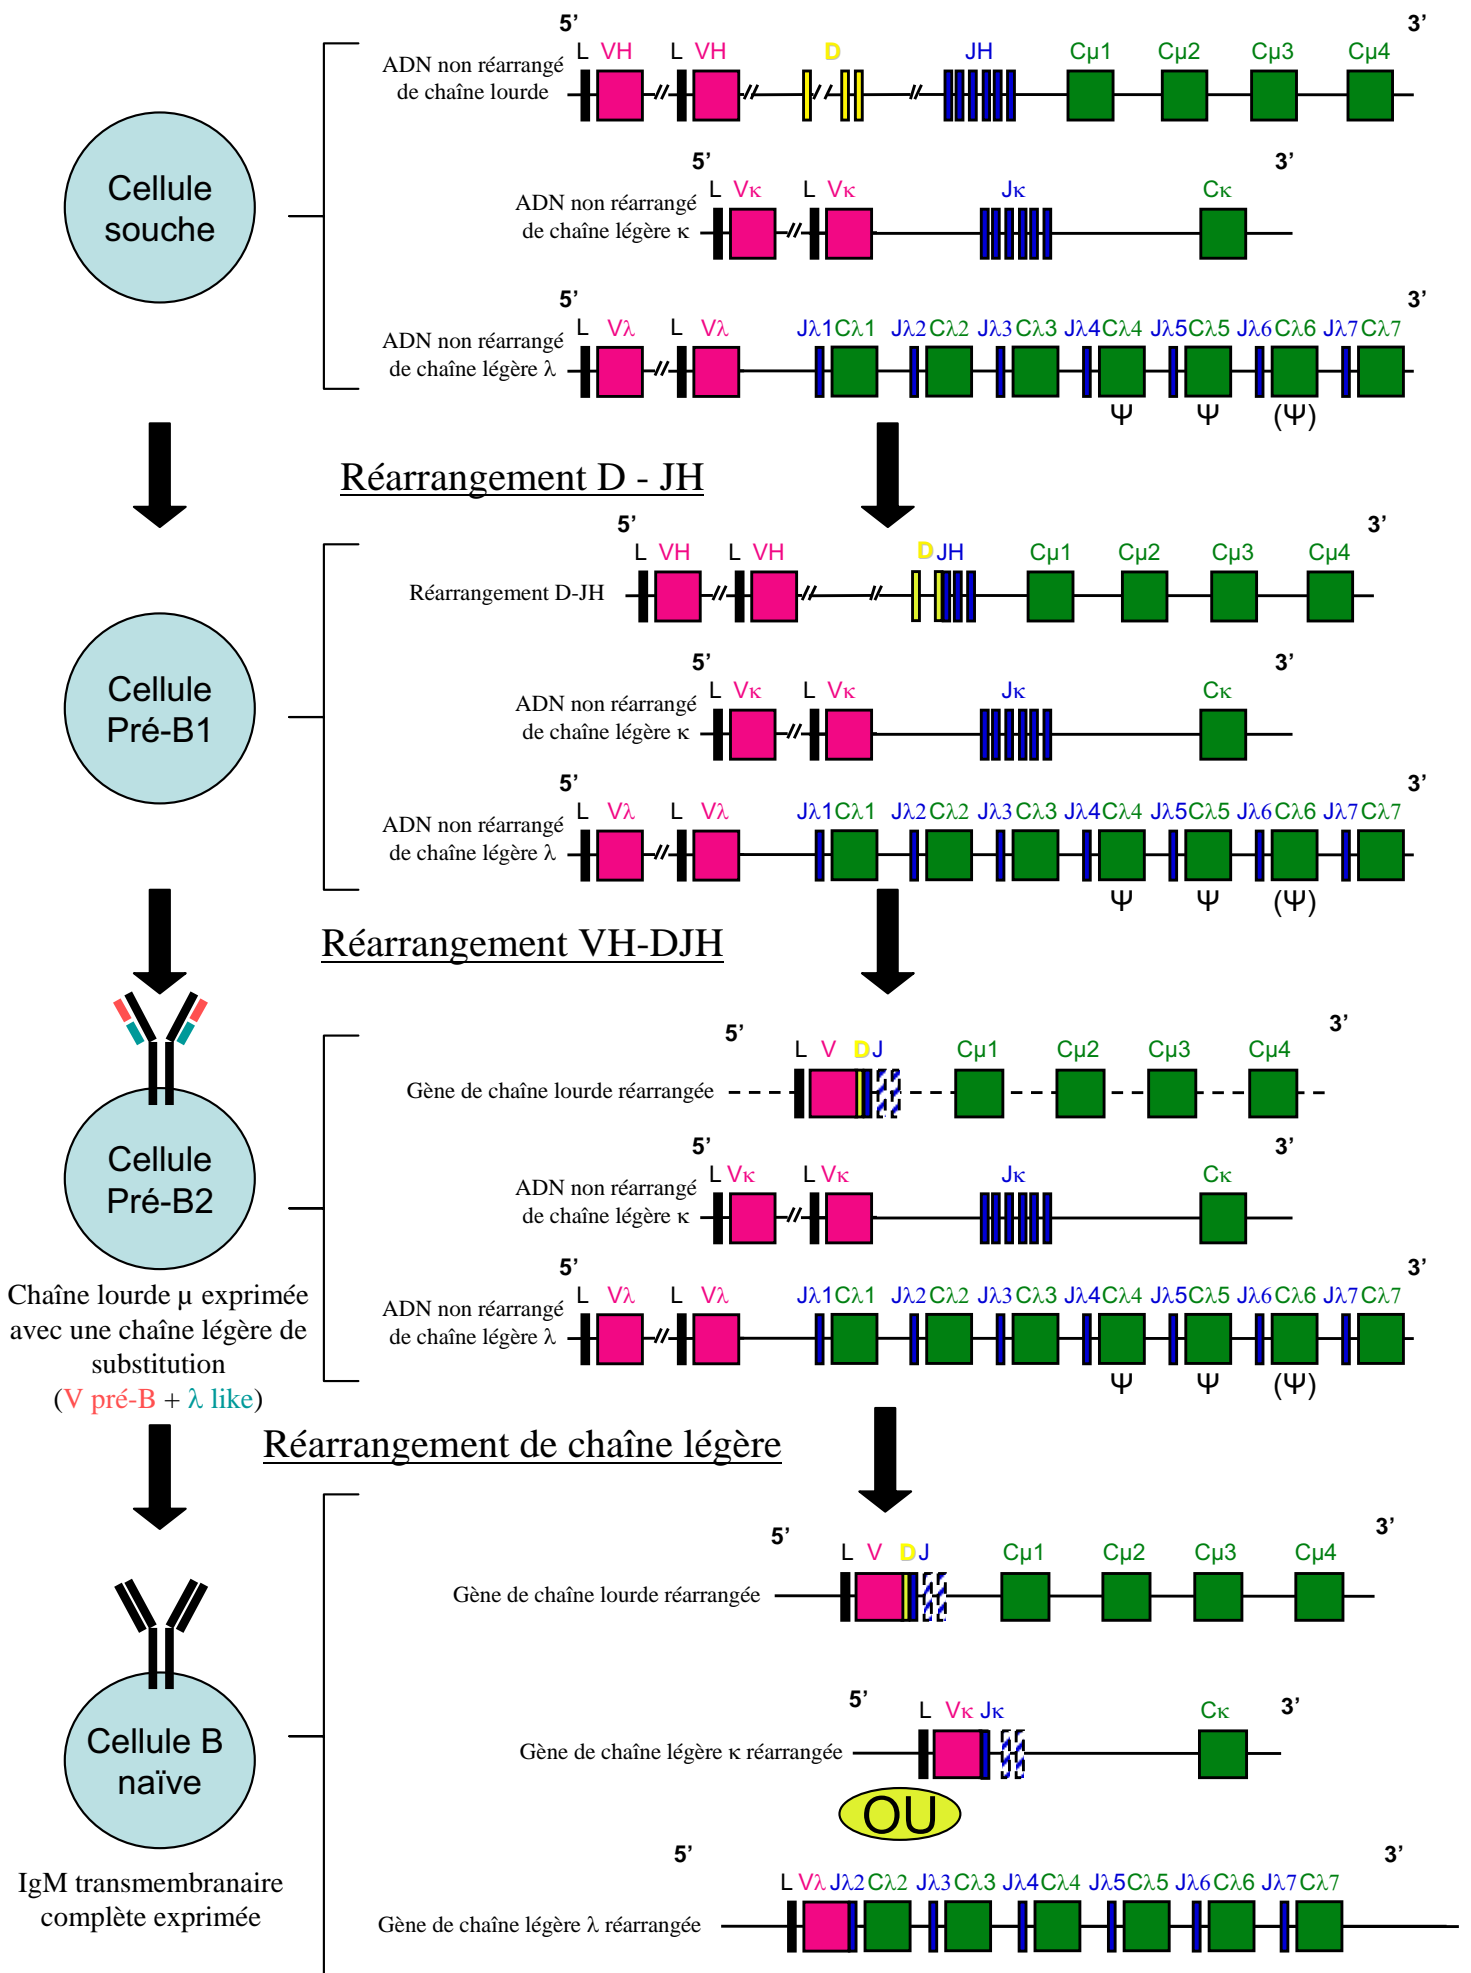 5’ 3’
L VH L VH D JH Cµ1 Cµ2 Cµ3 Cµ4
ADN non réarrangé
de chaîne lourde
Cellule
souche
5’ 3’
L Vκ L Vκ Jκ Cκ
ADN non réarrangé
de chaîne légère κ
5’ 3’
L Vλ L Vλ Jλ1 Cλ1 Jλ2 Cλ2 Jλ3 Cλ3 Jλ4 Cλ4 Jλ5 Cλ5 Jλ6 Cλ6 Jλ7 Cλ7
ADN non réarrangé
de chaîne légère λ
Ψ Ψ (Ψ)
Réarrangement D - JH
5’ 3’
L VH L VH D JH Cµ1 Cµ2 Cµ3 Cµ4
Réarrangement D-JH
Cellule
Pré-B1
5’ 3’
L Vκ L Vκ Jκ Cκ
ADN non réarrangé
de chaîne légère κ
5’ 3’
L Vλ L Vλ Jλ1 Cλ1 Jλ2 Cλ2 Jλ3 Cλ3 Jλ4 Cλ4 Jλ5 Cλ5 Jλ6 Cλ6 Jλ7 Cλ7
ADN non réarrangé
de chaîne légère λ
Ψ Ψ (Ψ)
Réarrangement VH-DJH
5’ 3’
L V D J Cµ1 Cµ2 Cµ3 Cµ4
Gène de chaîne lourde réarrangée
Cellule
Pré-B2
5’ 3’
L Vκ L Vκ Jκ Cκ
ADN non réarrangé
de chaîne légère κ
Chaîne lourde µ exprimée
avec une chaîne légère de
substitution
(V pré-B + λ like)
5’ 3’
L Vλ L Vλ Jλ1 Cλ1 Jλ2 Cλ2 Jλ3 Cλ3 Jλ4 Cλ4 Jλ5 Cλ5 Jλ6 Cλ6 Jλ7 Cλ7
ADN non réarrangé
de chaîne légère λ
Ψ Ψ (Ψ)
Réarrangement de chaîne légère
5’ 3’
L V D J Cµ1 Cµ2 Cµ3 Cµ4
Gène de chaîne lourde réarrangée
Cellule B
naïve
5’ 3’
L Vκ Jκ Cκ
Gène de chaîne légère κ réarrangée
OU
IgM transmembranaire
complète exprimée
5’ 3’
L Vλ Jλ2 Cλ2 Jλ3 Cλ3 Jλ4 Cλ4 Jλ5 Cλ5 Jλ6 Cλ6 Jλ7 Cλ7
Gène de chaîne légère λ réarrangée